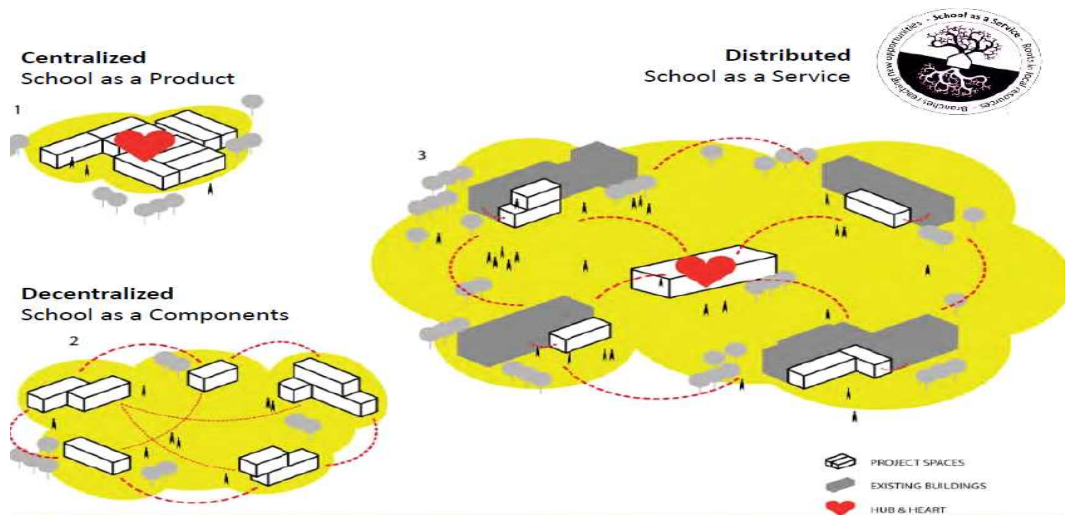 Centralized
School as a Product
1
Distributed
School as a Service
- School as a Service - Roots in local resources - Branches reaching new opportunities
3
Decentralized
School as a Components
2
PROJECT SPACES
EXISTING BUILDINGS
HUB & HEART